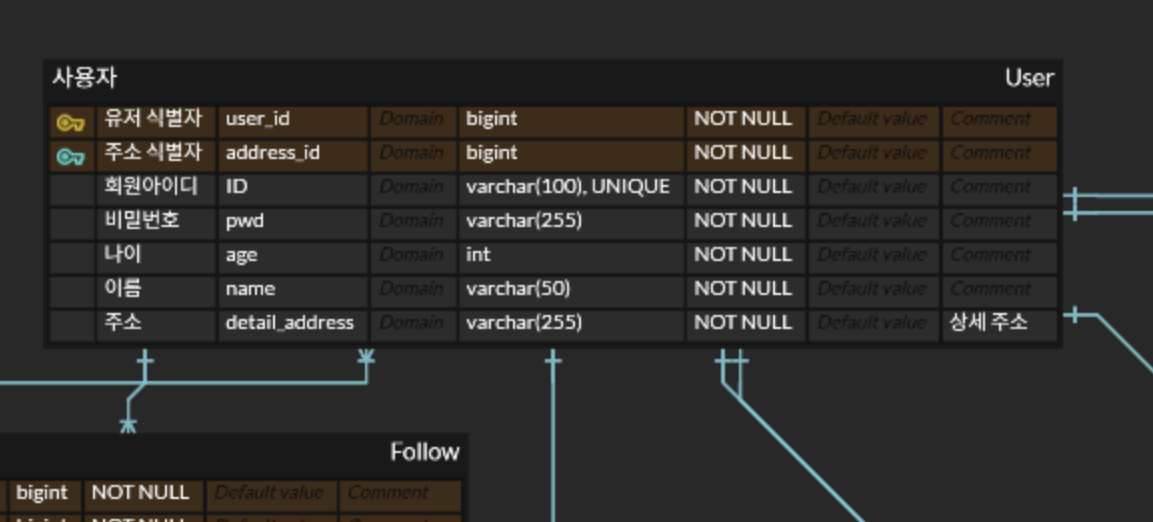 사용자 User
유저 식별자 user_id Domain bigint NOT NULL Default value Comment
주소 식별자 address_id Domain bigint NOT NULL Default value Comment
회원아이디 ID Domain varchar(100), UNIQUE NOT NULL Default value Comment
비밀번호 pwd Domain varchar(255) NOT NULL Default value Comment
나이 age Domain int NOT NULL Default value Comment
이름 name Domain varchar(50) NOT NULL Default value Comment
주소 detail_address Domain varchar(255) NOT NULL Default value 상세 주소
Follow
bigint NOT NULL Default value Comment